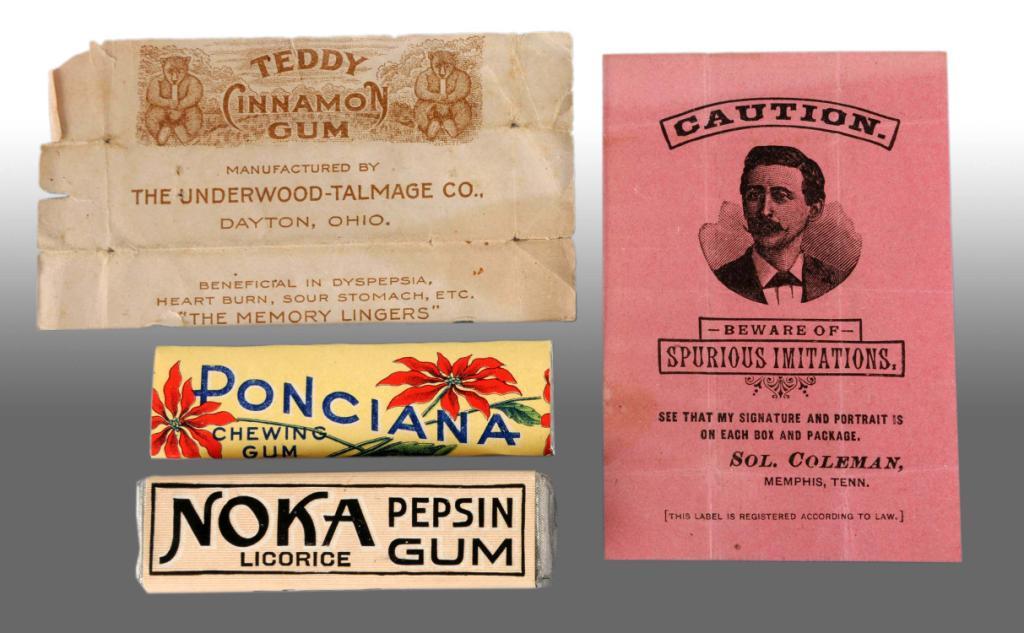 TEDDY
CINNAMON
GUM
MANUFACTURED BY
THE UNDERWOOD-TALMAGE CO.,
DAYTON, OHIO.
BENEFICAL IN DYSPEPSIA,
HEART BURN, SOUR STOMACH, ETC.
"THE MEMORY LINGERS"
PONCIANA
CHEWING
GUM
NOKA
LICORICE
PEPSIN
GUM
CAUTION.
—BEWARE OF—
SPURIOUS IMITATIONS.
SEE THAT MY SIGNATURE AND PORTRAIT IS
ON EACH BOX AND PACKAGE.
SOL. COLEMAN,
MEMPHIS, TENN.
[THIS LABEL IS REGISTERED ACCORDING TO LAW.]